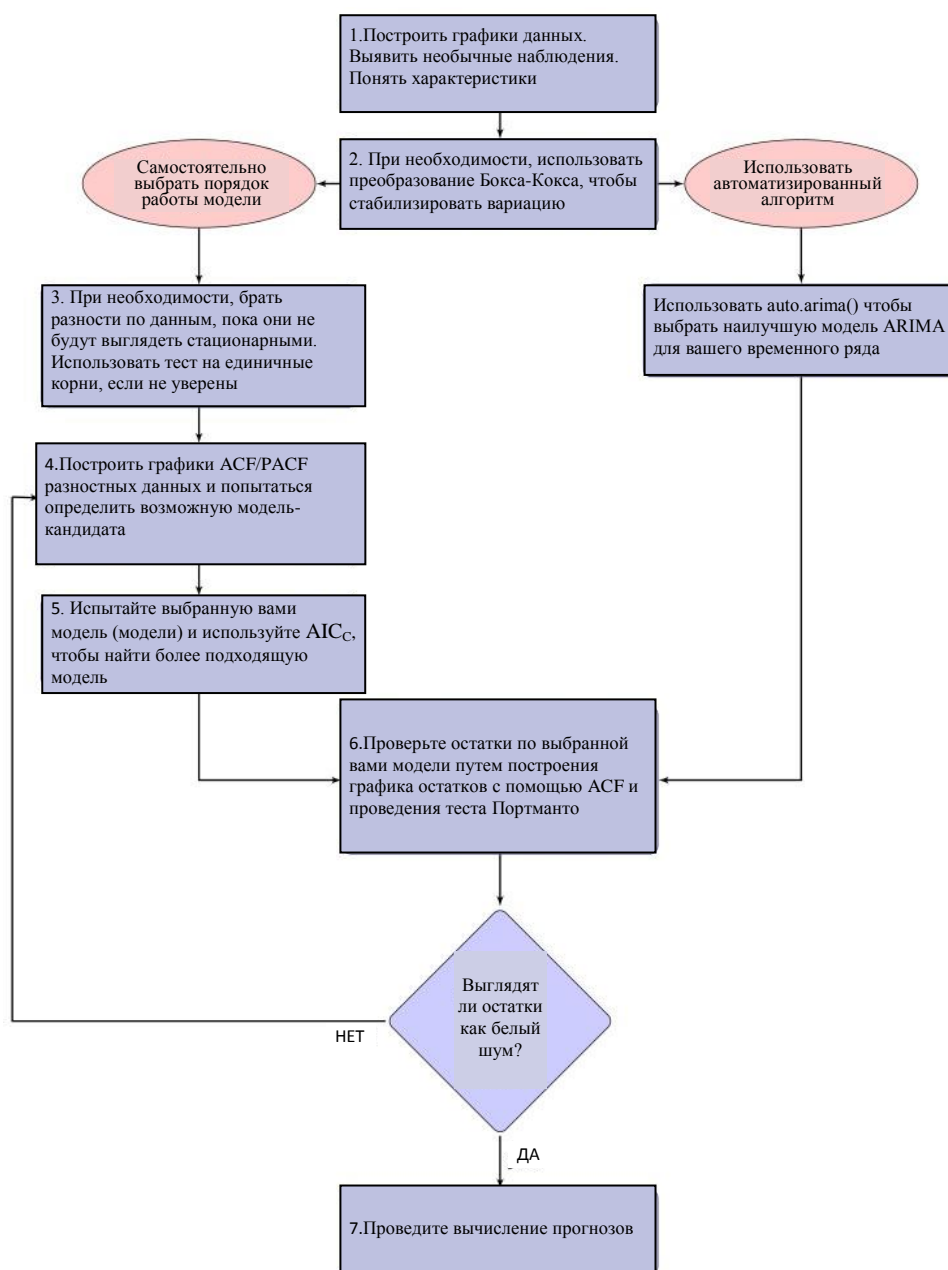 1.Построить графики данных.
Выявить необычные наблюдения.
Понять характеристики
Самостоятельно
выбрать порядок
работы модели
2. При необходимости, использовать
преобразование Бокса-Кокса, чтобы
стабилизировать вариацию
Использовать
автоматизированный
алгоритм
3. При необходимости, брать
разности по данным, пока они не
будут выглядеть стационарными.
Использовать тест на единичные
корни, если не уверены
Использовать auto.arima() чтобы
выбрать наилучшую модель ARIMA
для вашего временного ряда
4.Построить графики ACF/PACF
разностных данных и попытаться
определить возможную модель-
кандидата
5. Испытайте выбранную вами
модель (модели) и используйте AICC,
чтобы найти более подходящую
модель
6.Проверьте остатки по выбранной
вами модели путем построения
графика остатков с помощью ACF и
проведения теста Портманто
Выглядят
ли остатки
как белый
шум?
НЕТ
ДА
7.Проведите вычисление прогнозов